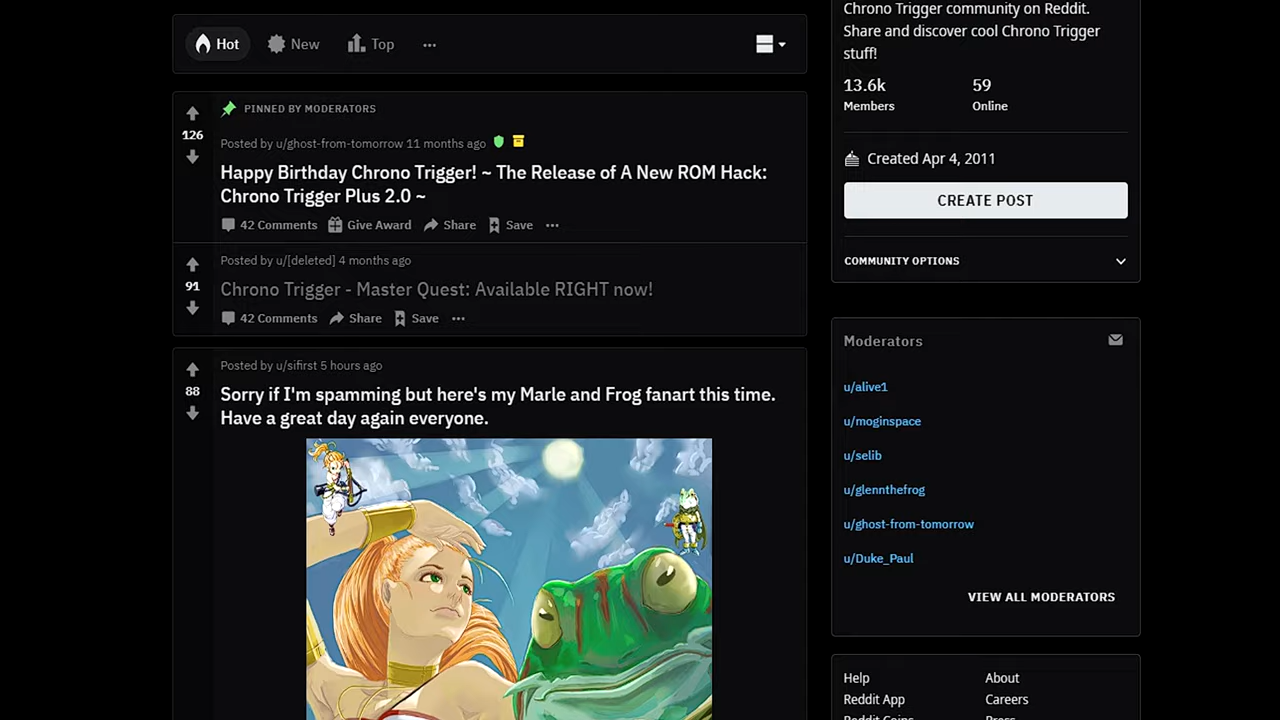 Hot
New
Top
PINNED BY MODERATORS
126
Posted by u/ghost-from-tomorrow 11 months ago
Happy Birthday Chrono Trigger! ~ The Release of A New ROM Hack:
Chrono Trigger Plus 2.0 ~
42 Comments
Give Award
Share
Save
Posted by u/[deleted] 4 months ago
91
Chrono Trigger - Master Quest: Available RIGHT now!
42 Comments
Share
Save
Posted by u/sifirst 5 hours ago
88
Sorry if I'm spamming but here's my Marle and Frog fanart this time.
Have a great day again everyone.
Chrono Trigger community on Reddit.
Share and discover cool Chrono Trigger
stuff!
13.6k
59
Members
Online
Created Apr 4, 2011
CREATE POST
COMMUNITY OPTIONS
Moderators
u/alive1
u/moginspace
u/selib
u/glennthefrog
u/ghost-from-tomorrow
u/Duke_Paul
VIEW ALL MODERATORS
Help
About
Reddit App
Careers
Reddit Coins
Press